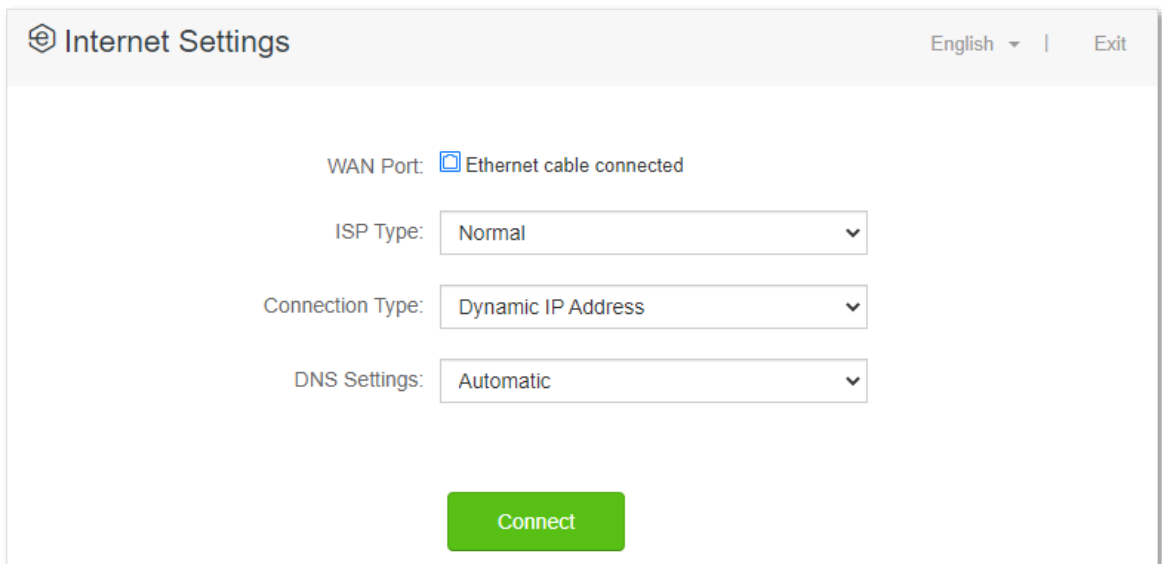 Internet Settings English | Exit
WAN Port: Ethernet cable connected
ISP Type: Normal
Connection Type: Dynamic IP Address
DNS Settings: Automatic
Connect